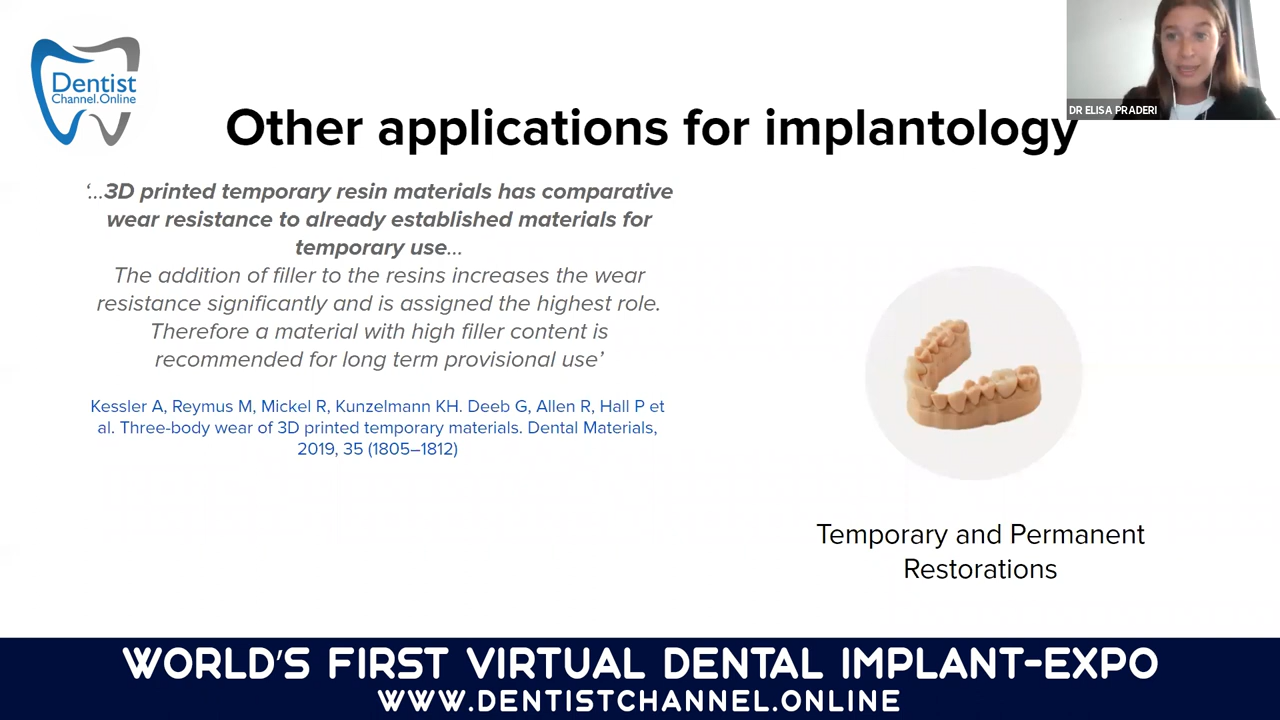 Dentist
Channel.Online
DR ELISA PRADERI
Other applications for implantology
‘...3D printed temporary resin materials has comparative
wear resistance to already established materials for
temporary use...
The addition of filler to the resins increases the wear
resistance significantly and is assigned the highest role.
Therefore a material with high filler content is
recommended for long term provisional use’
Kessler A, Reymus M, Mickel R, Kunzelmann KH. Deeb G, Allen R, Hall P et
al. Three-body wear of 3D printed temporary materials. Dental Materials,
2019, 35 (1805–1812)
Temporary and Permanent
Restorations
WORLD'S FIRST VIRTUAL DENTAL IMPLANT-EXPO
WWW.DENTISTCHANNEL.ONLINE